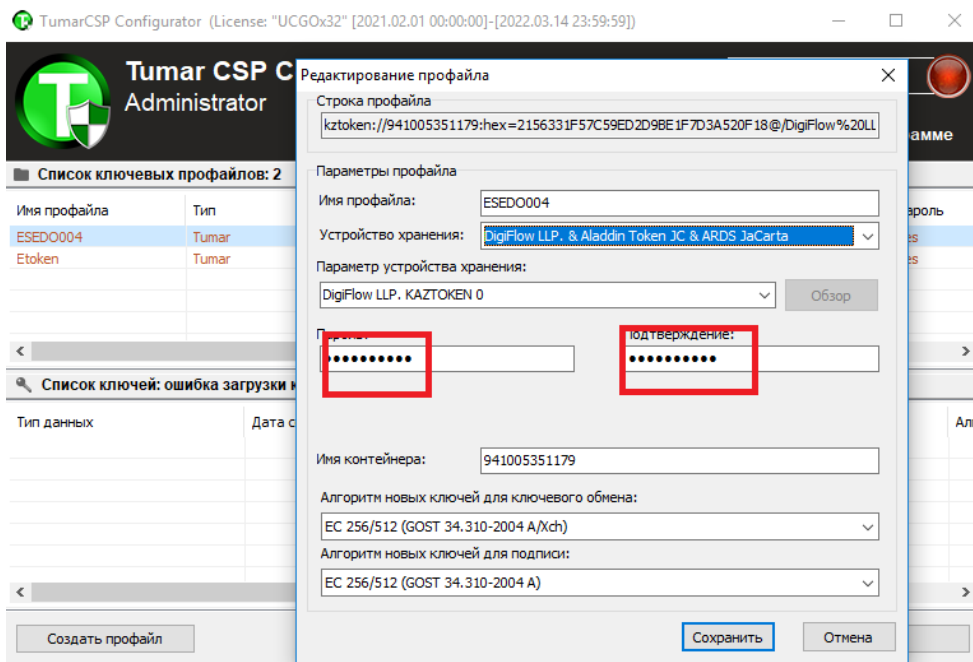 TumarCSP Configurator (License: "UCGOx32" [2021.02.01 00:00:00]-[2022.03.14 23:59:59])
Tumar CSP C
Administrator
амме
Список ключевых профайлов: 2
Имя профайла Тип ароль
ESEDO004 Tumar es
Etoken Tumar es
Список ключей: ошибка загрузки к
Тип данных Дата с Ал
Создать профайл
Редактирование профайла
Строка профайла
kztoken://941005351179:hex=2156331F57C59ED2D9BE1F7D3A520F18@/DigiFlow%20LL
Параметры профайла
Имя профайла: ESEDO004
Устройство хранения: DigiFlow LLP. & Aladdin Token JC & ARDS JaCarta
Параметр устройства хранения:
DigiFlow LLP. KAZTOKEN 0 Обзор
Подтверждение:
Имя контейнера: 941005351179
Алгоритм новых ключей для ключевого обмена:
EC 256/512 (GOST 34.310-2004 A/Xch)
Алгоритм новых ключей для подписи:
EC 256/512 (GOST 34.310-2004 A)
Сохранить Отмена